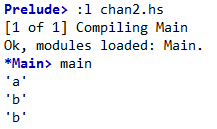 Prelude> :l chan2.hs
[1 of 1] Compiling Main
Ok, modules loaded: Main.
*Main> main
'a'
'b'
'b'